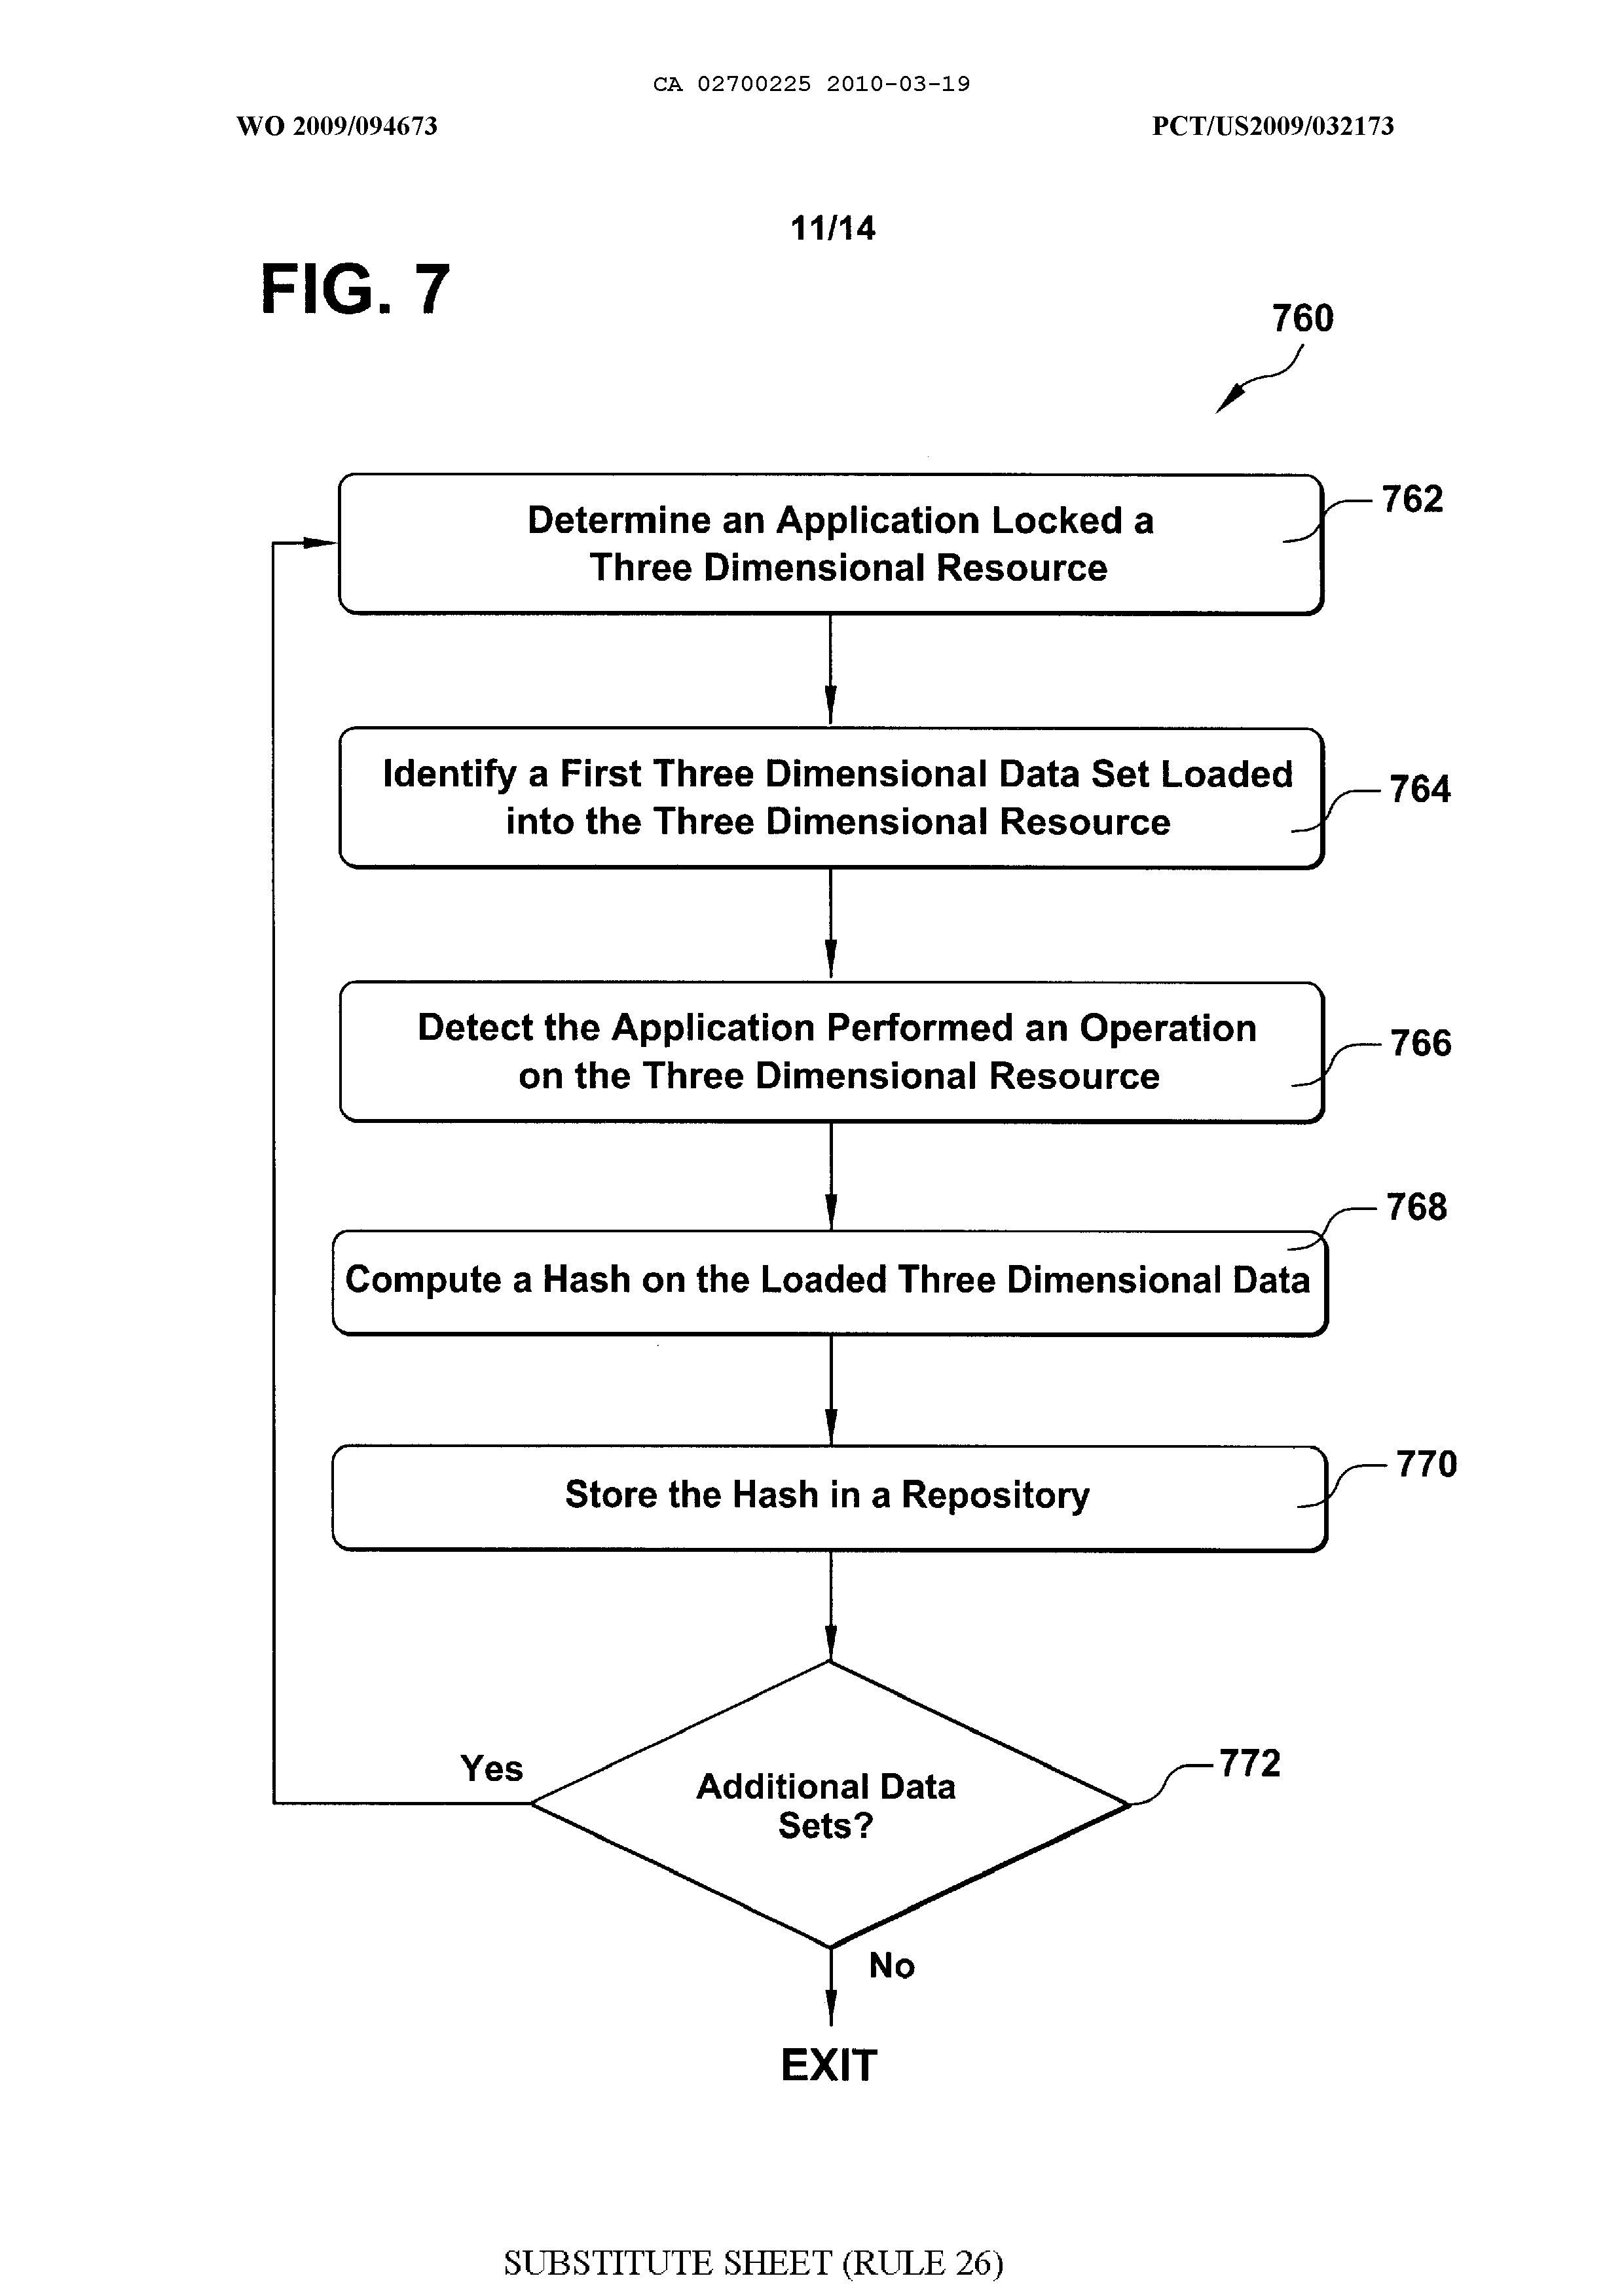 CA 02700225 2010-03-19
WO 2009/094673
PCT/US2009/032173
11/14
FIG. 7
760
Determine an Application Locked a
Three Dimensional Resource
762
Identify a First Three Dimensional Data Set Loaded
into the Three Dimensional Resource
764
Detect the Application Performed an Operation
on the Three Dimensional Resource
766
768
Compute a Hash on the Loaded Three Dimensional Data
Store the Hash in a Repository
770
Yes
Additional Data
Sets?
772
No
EXIT
SUBSTITUTE SHEET (RULE 26)